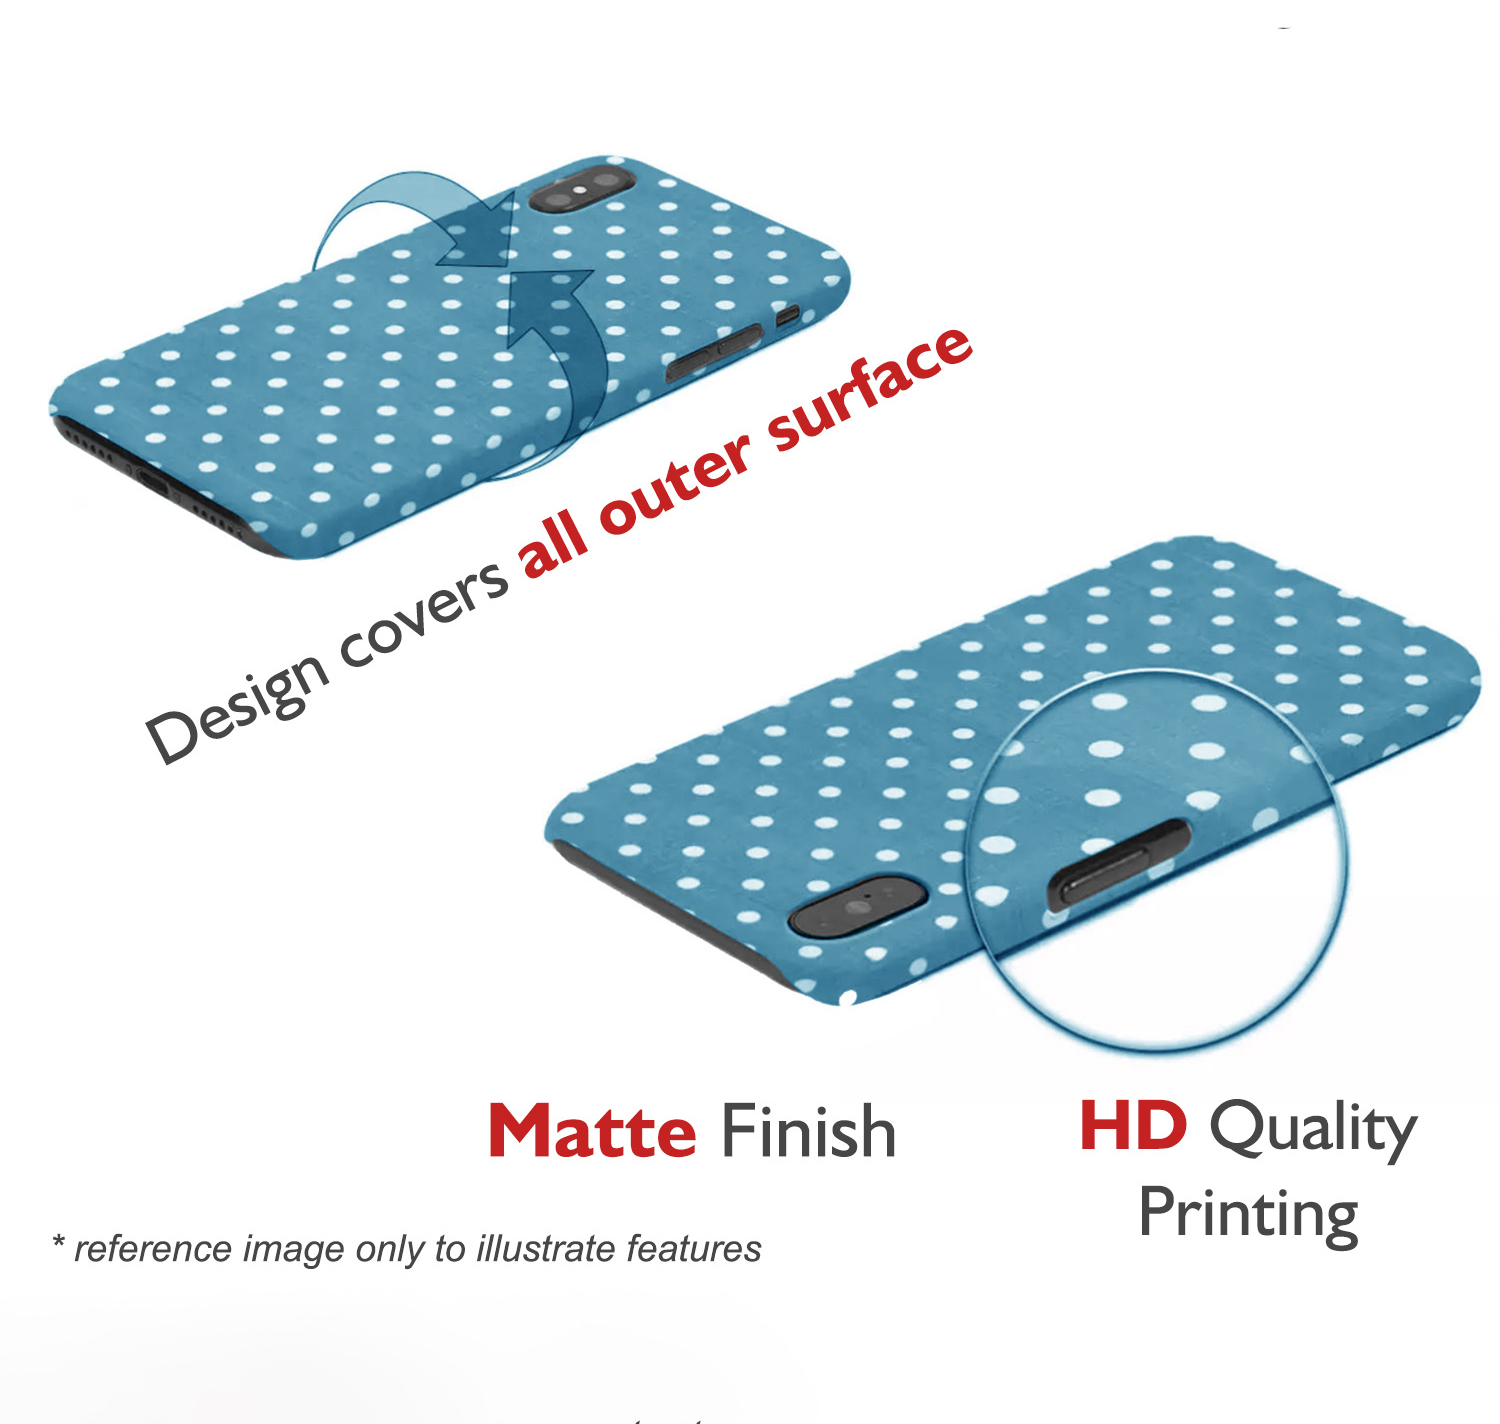 Design covers all outer surface
Matte Finish
HD Quality
Printing
* reference image only to illustrate features